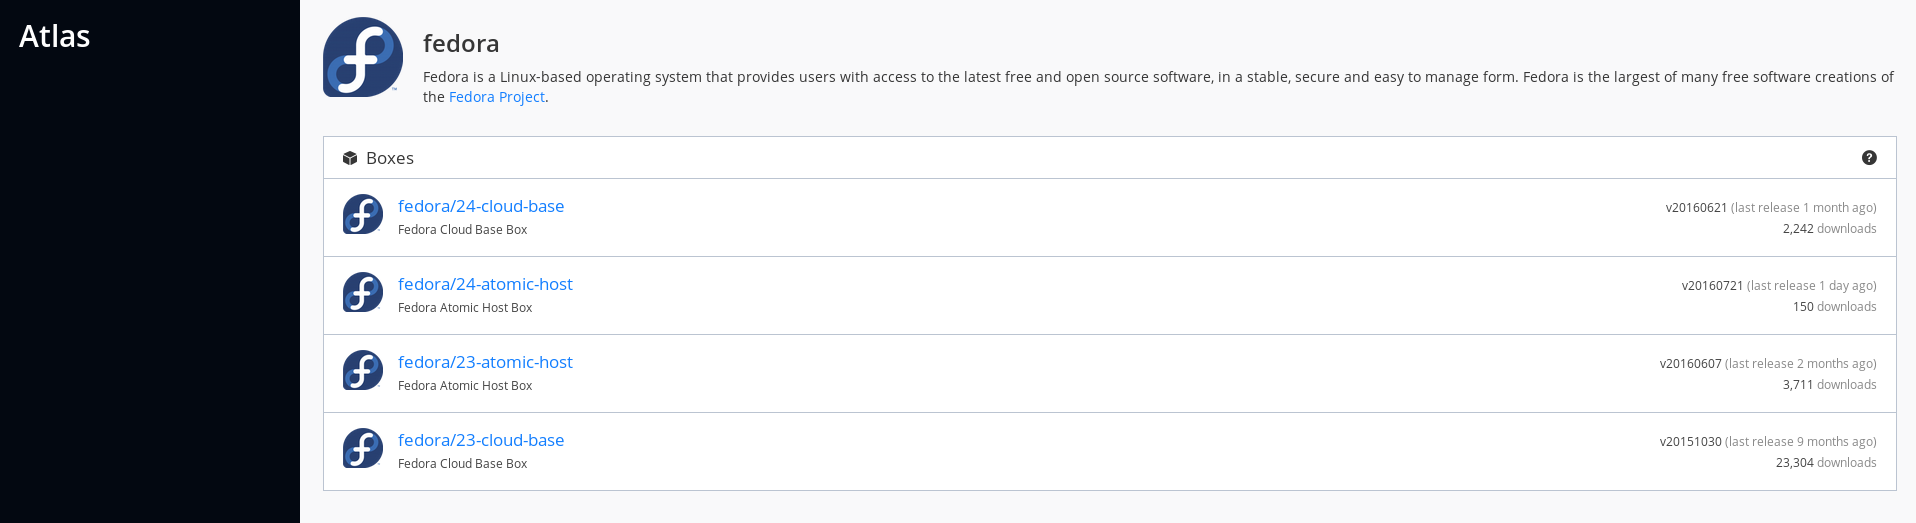 Atlas
fedora
Fedora is a Linux-based operating system that provides users with access to the latest free and open source software, in a stable, secure and easy to manage form. Fedora is the largest of many free software creations of
the Fedora Project.
Boxes
fedora/24-cloud-base
Fedora Cloud Base Box
v20160621 (last release 1 month ago)
2,242 downloads
fedora/24-atomic-host
Fedora Atomic Host Box
v20160721 (last release 1 day ago)
150 downloads
fedora/23-atomic-host
Fedora Atomic Host Box
v20160607 (last release 2 months ago)
3,711 downloads
fedora/23-cloud-base
Fedora Cloud Base Box
v20151030 (last release 9 months ago)
23,304 downloads